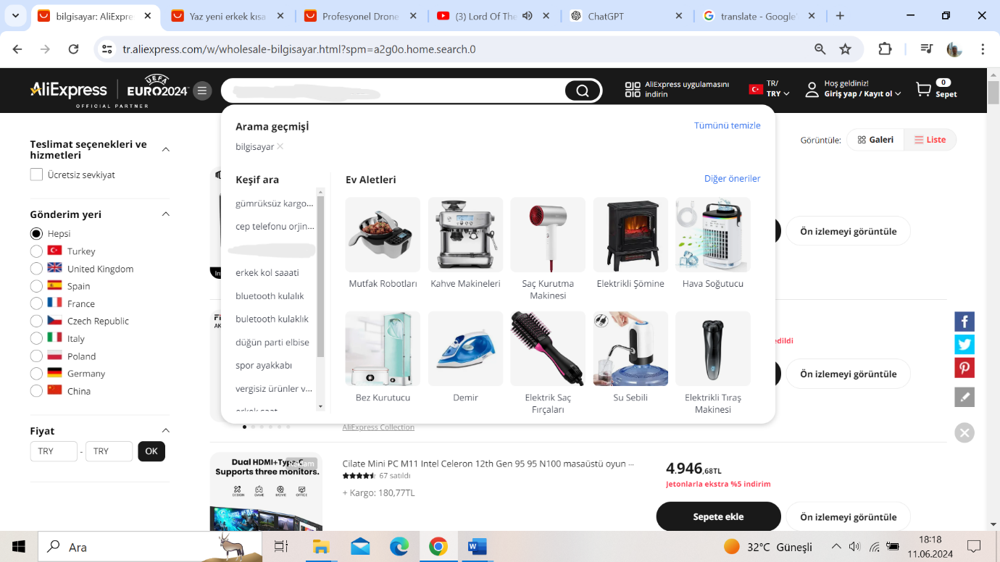 bilgisayar: AliExpre
Yaz yeni erkek kısa
Profesyonel Drone
(3) Lord Of The
ChatGPT
translate - Google'
tr.aliexpress.com/w/wholesale-bilgisayar.html?spm=a2g0o.home.search.0
AliExpress
UEFA
EURO2024
OFFICIAL PARTNER
AliExpress uygulamasını
indirin
TR/
TRY
Hoş geldiniz!
Giriş yap / Kayıt ol
0
Sepet
Teslimat seçenekleri ve
hizmetleri
Ücretsiz sevkiyat
Gönderim yeri
Hepsi
Turkey
United Kingdom
Spain
France
Czech Republic
Italy
Poland
Germany
China
Fiyat
TRY - TRY OK
Arama geçmişİ
Tümünü temizle
bilgisayar
Keşif ara
gümrüksüz kargo...
cep telefonu orjin...
erkek kol saaati
bluetooth kulalık
buletooth kulaklık
düğün parti elbise
spor ayakkabı
vergisiz ürünler v...
erkek saat
Ev Aletleri
Diğer öneriler
Mutfak Robotları
Kahve Makineleri
Saç Kurutma
Makinesi
Elektrikli Şömine
Hava Soğutucu
Bez Kurutucu
Demir
Elektrik Saç
Fırçaları
Su Sebili
Elektrikli Tıraş
Makinesi
Görüntüle:
Galeri
Liste
Ön izlemeyi görüntüle
edildi
Ön izlemeyi görüntüle
AliExpress Collection
Dual HDMI+Type-C
Supports three monitors.
Reklam
DESIGN GAME MOVIE OFFICE
Cilate Mini PC M11 Intel Celeron 12th Gen 95 95 N100 masaüstü oyun ...
67 satıldı
+ Kargo: 180,77TL
4.946,68TL
Jetonlarla ekstra %5 indirim
Sepete ekle
Ön izlemeyi görüntüle
Ara
32°C Güneşli
18:18
11.06.2024